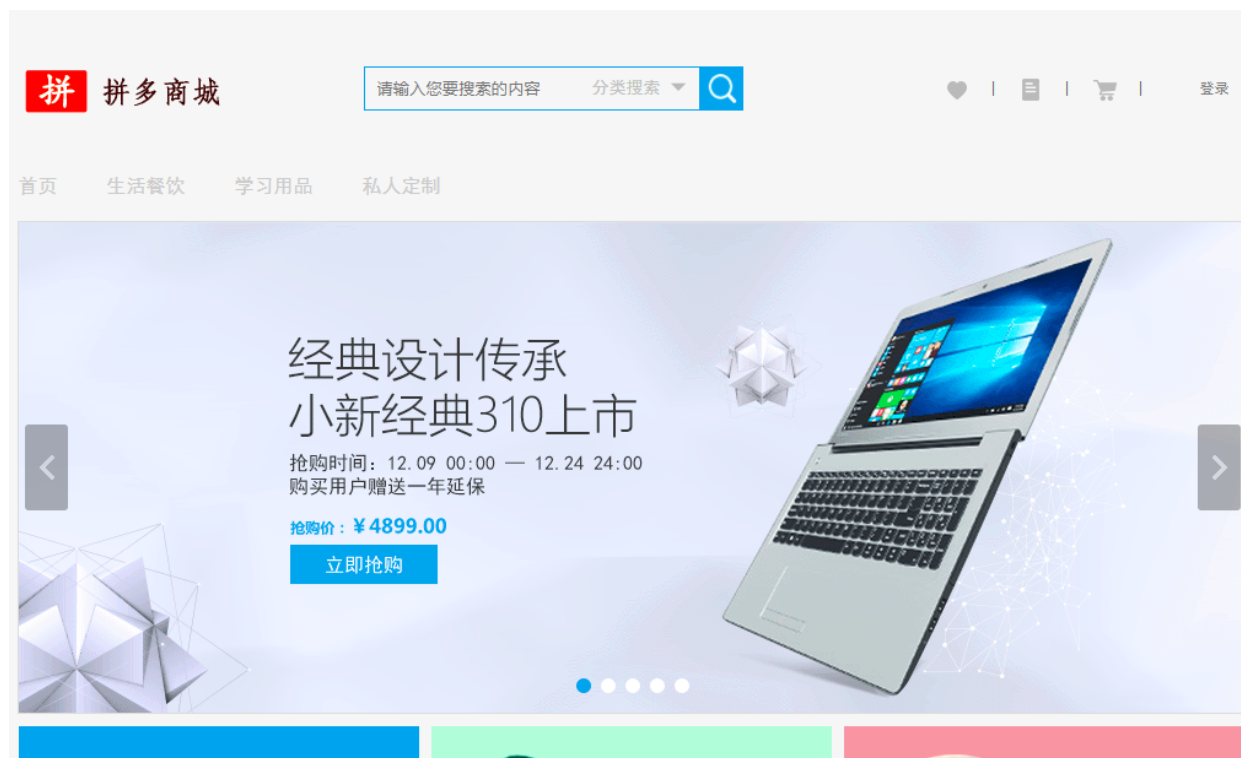 拼 拼多商城
请输入您要搜索的内容 分类搜索
登录
首页 生活餐饮 学习用品 私人定制
经典设计传承
小新经典310上市
抢购时间：12.09 00:00 — 12.24 24:00
购买用户赠送一年延保
抢购价：￥4899.00
立即抢购